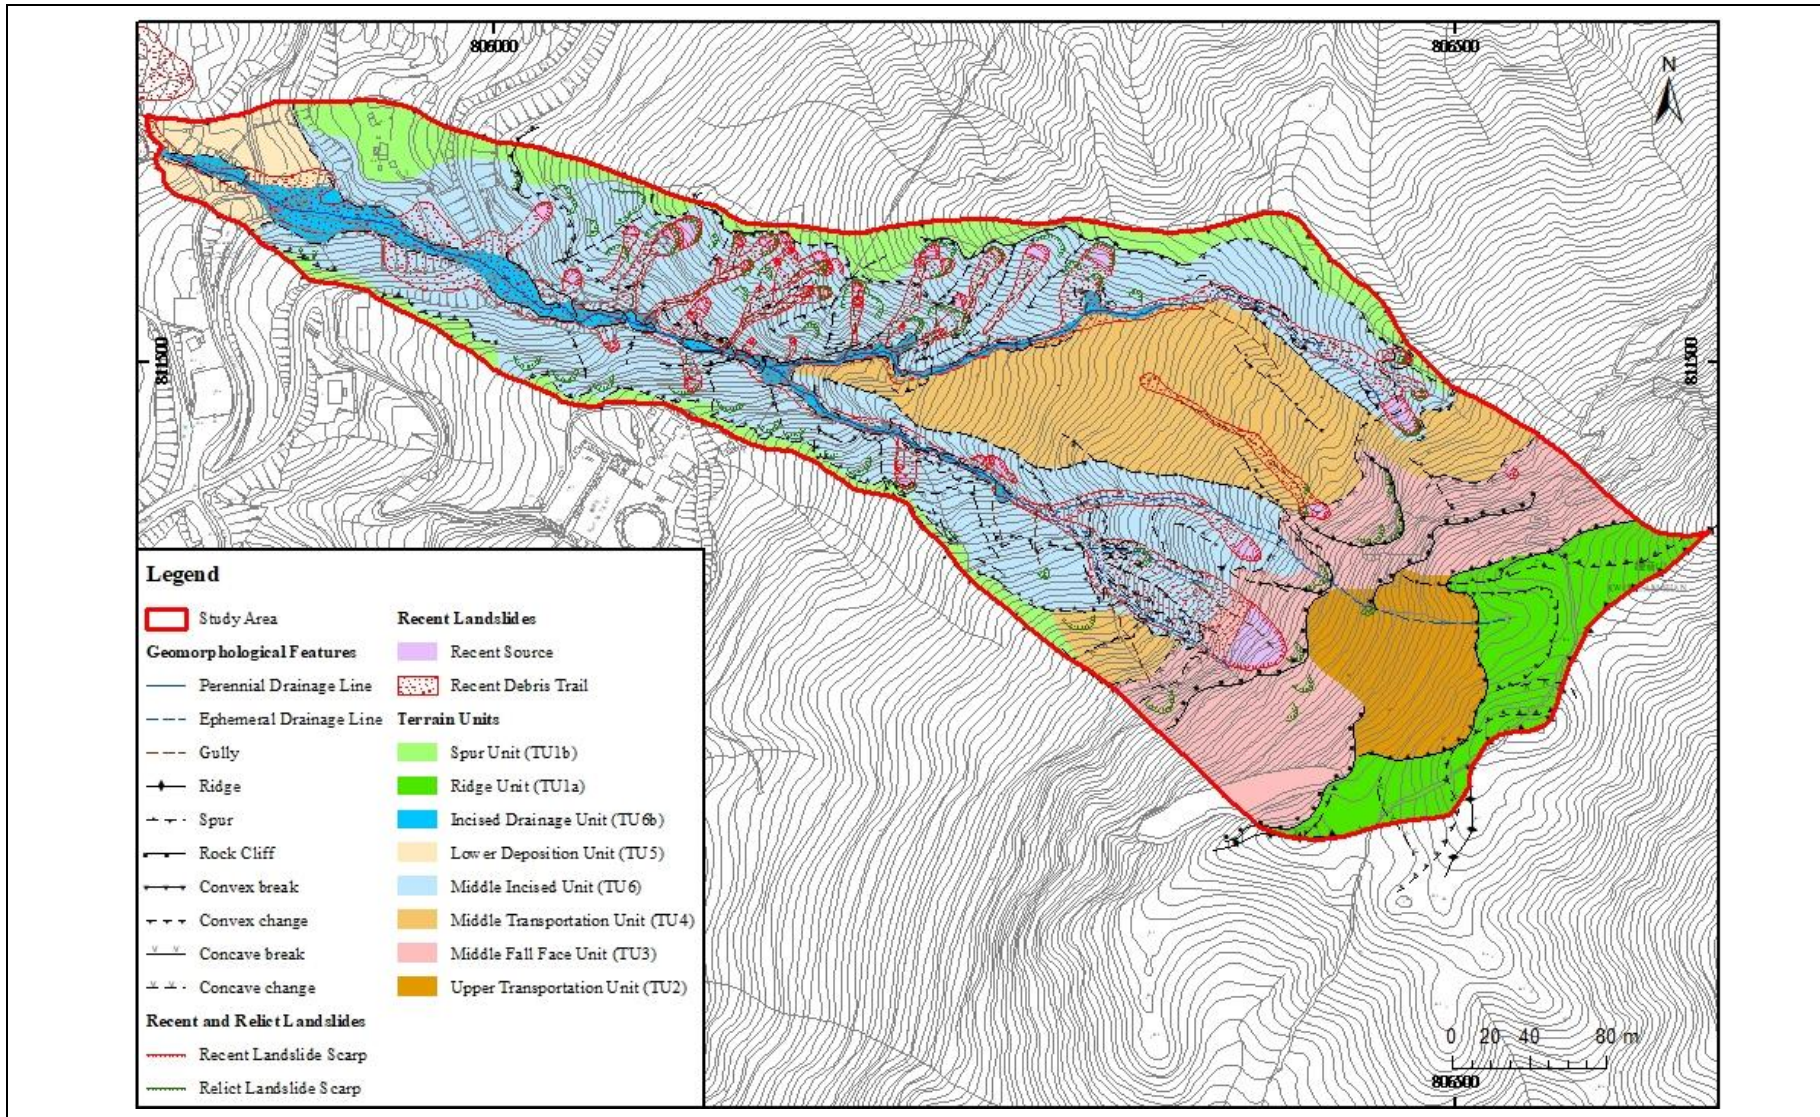 806000
806500
N
811500
811500
Legend
Study Area
Geomorphological Features
Perennial Drainage Line
Ephemeral Drainage Line
Gully
Ridge
Spur
Rock Cliff
Convex break
Convex change
Concave break
Concave change
Recent and Relict Landslides
Recent Landslide Scarp
Relict Landslide Scarp
Recent Landslides
Recent Source
Recent Debris Trail
Terrain Units
Spur Unit (TU1b)
Ridge Unit (TU1a)
Incised Drainage Unit (TU6b)
Lower Deposition Unit (TU5)
Middle Incised Unit (TU6)
Middle Transportation Unit (TU4)
Middle Fall Face Unit (TU3)
Upper Transportation Unit (TU2)
0 20 40 80 m
806500